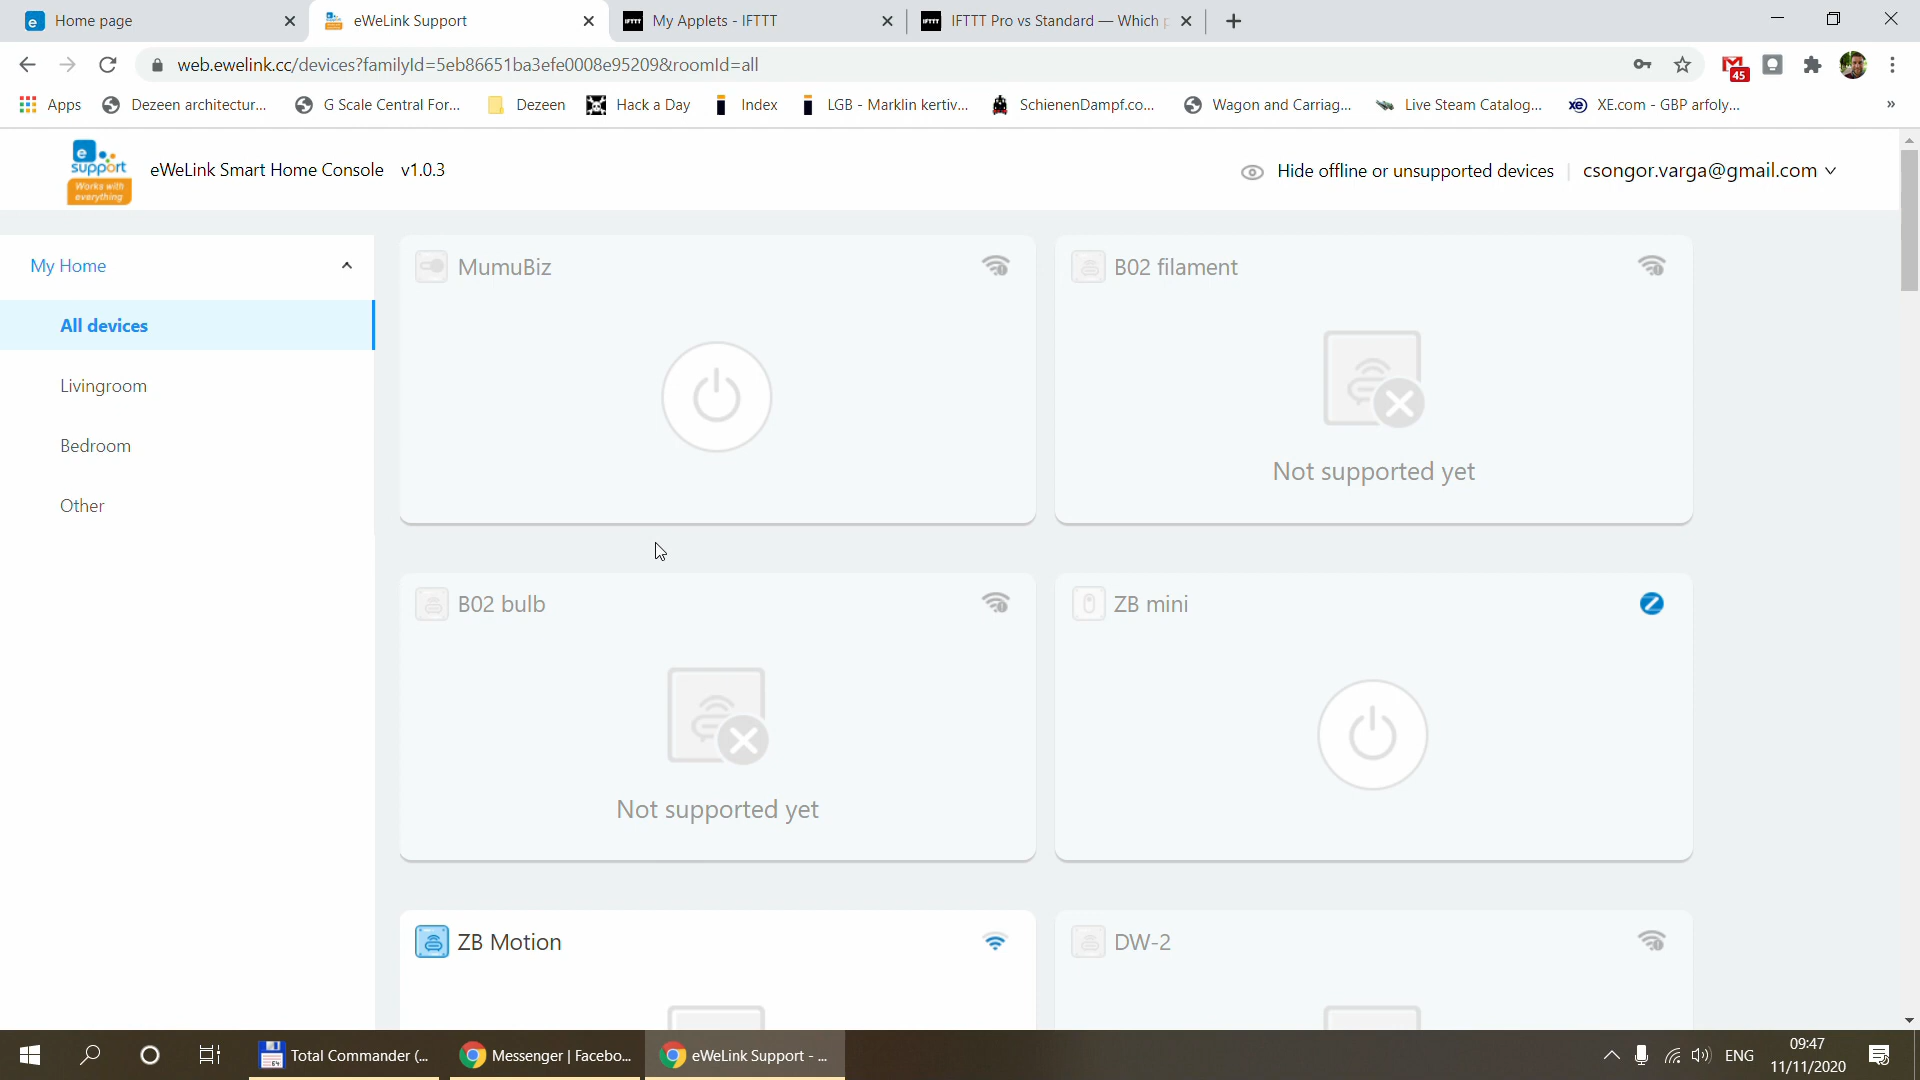 Home page
eWeLink Support
IFTTT
My Applets - IFTTT
IFTTT
IFTTT Pro vs Standard — Which p
web.ewelink.cc/devices?familyId=5eb86651ba3efe0008e95209&roomId=all
45
Apps
Dezeen architectur...
G Scale Central For...
Dezeen
Hack a Day
Index
LGB - Marklin kertiv...
SchienenDampf.co...
Wagon and Carriag...
Live Steam Catalog...
xe
XE.com - GBP arfoly...
»
e
support
Works with
everything
eWeLink Smart Home Console v1.0.3
Hide offline or unsupported devices
csongor.varga@gmail.com
My Home
All devices
Livingroom
Bedroom
Other
MumuBiz
B02 filament
Not supported yet
B02 bulb
Not supported yet
ZB mini
ZB Motion
DW-2
Total Commander (...
Messenger | Facebo...
eWeLink Support - ...
ENG
09:47
11/11/2020